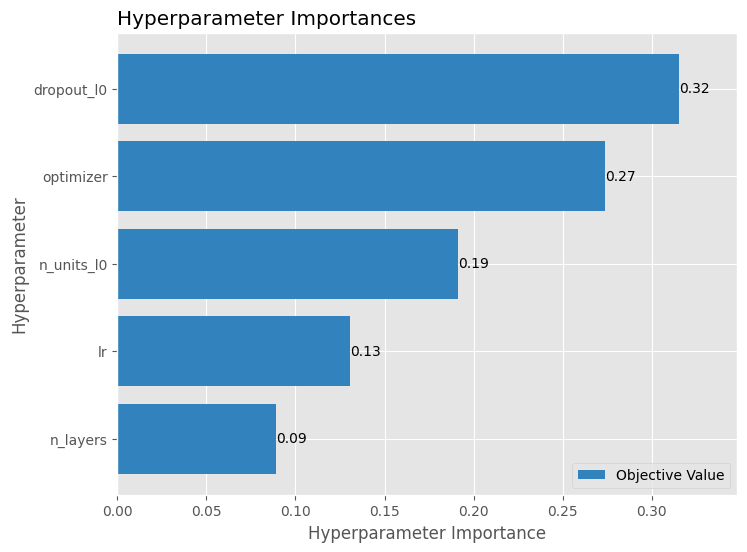 Hyperparameter Importances
Hyperparameter
dropout_l0
0.32
optimizer
0.27
n_units_l0
0.19
lr
0.13
n_layers
0.09
Objective Value
0.00 0.05 0.10 0.15 0.20 0.25 0.30
Hyperparameter Importance